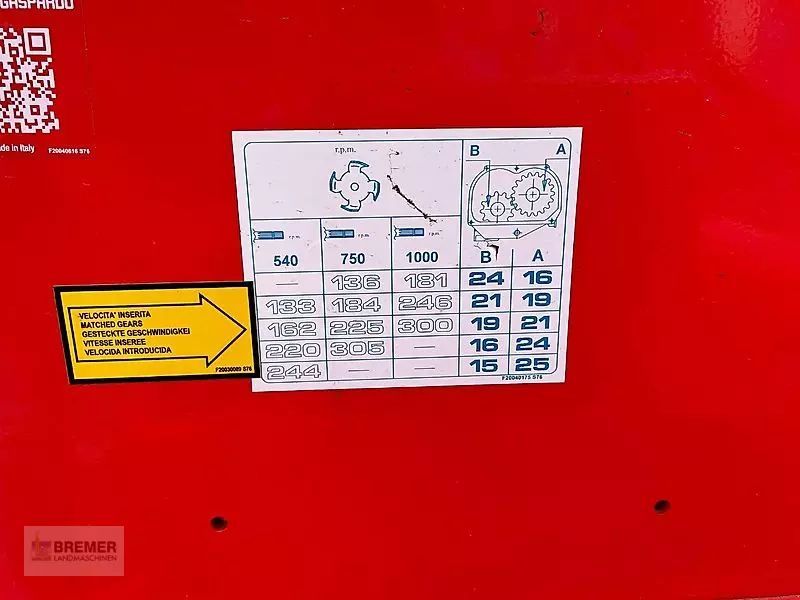 GASPARDO
Made in Italy
F20040616 S76
r.p.m.
B A
r.p.m. r.p.m. r.p.m.
540 750 1000 B A
— 136 181 24 16
133 184 246 21 19
162 225 300 19 21
220 305 — 16 24
244 — — 15 25
F20040175 S76
VELOCITA' INSERITA
MATCHED GEARS
GESTECKTE GESCHWINDIGKEI
VITESSE INSEREE
VELOCIDA INTRODUCIDA
F20030089 S76
BREMER
LANDMASCHINEN